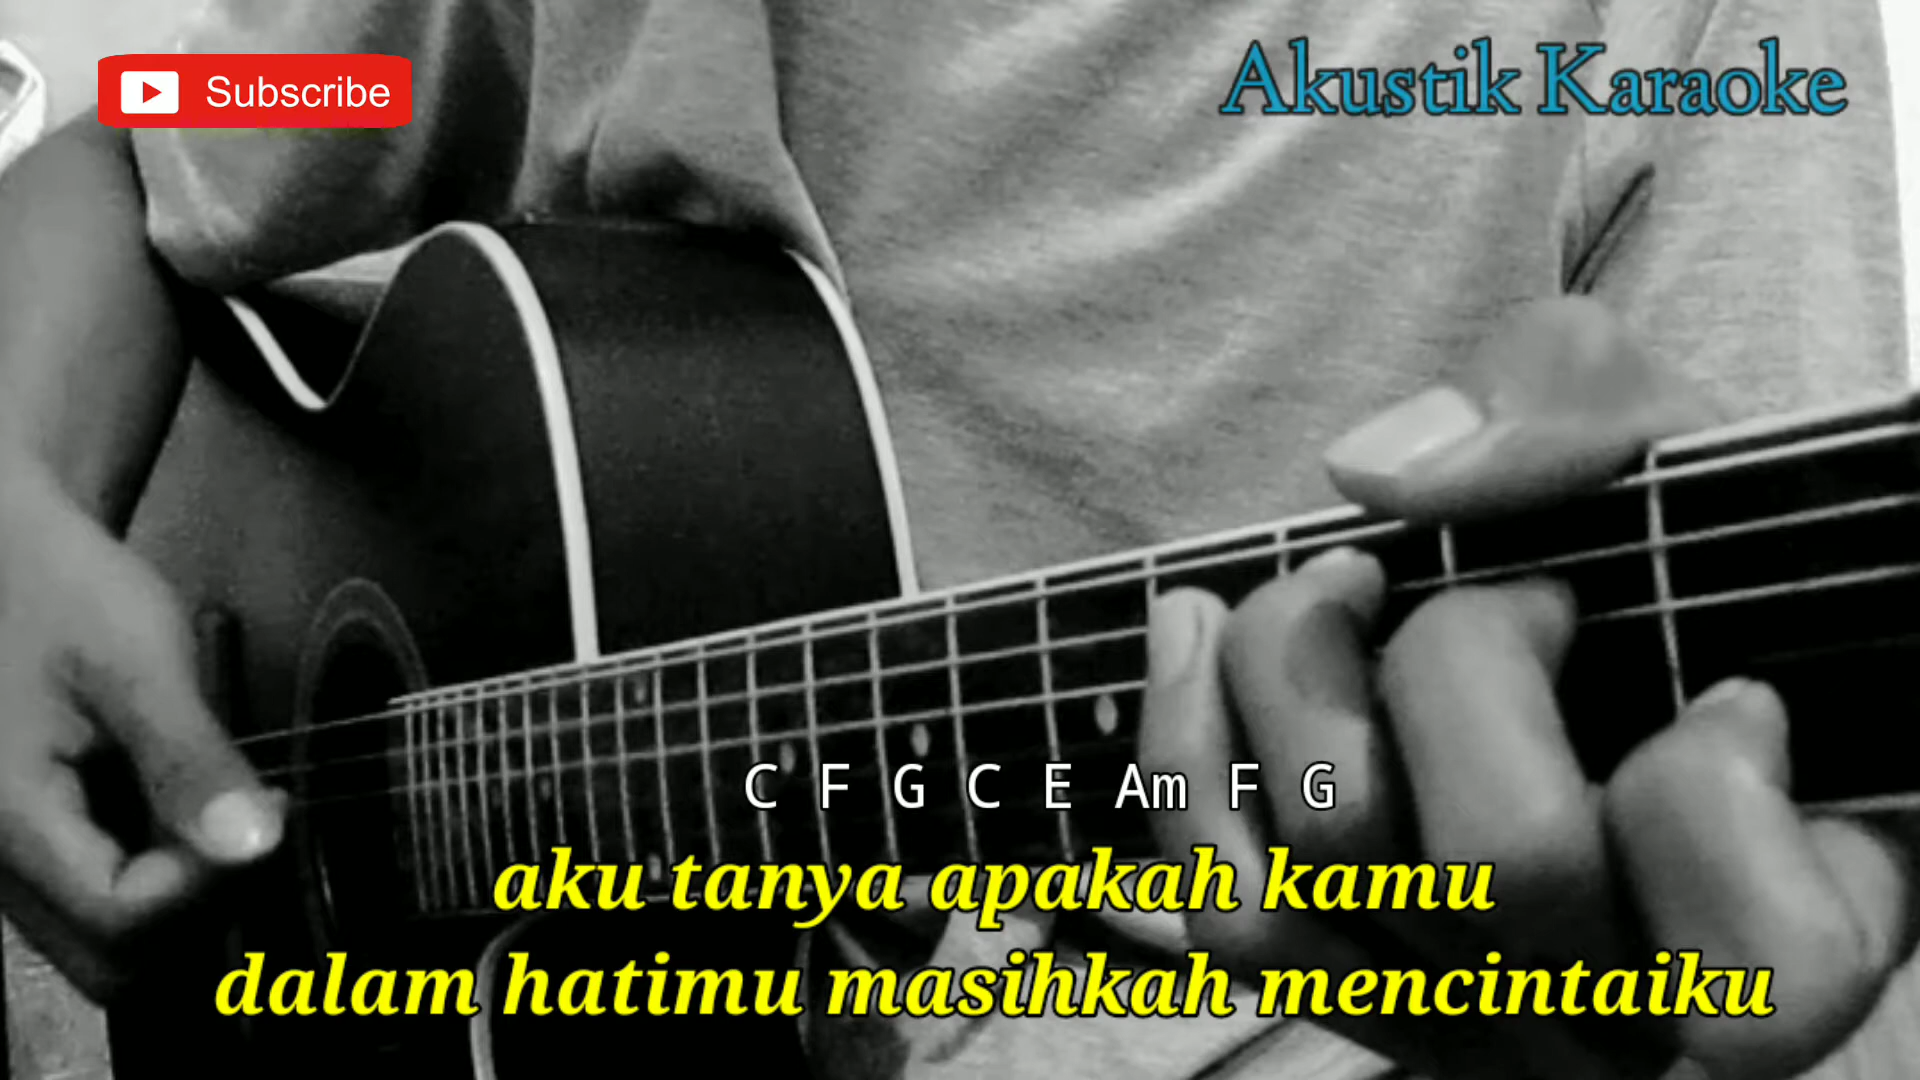 Subscribe
Akustik Karaoke
C F G C E Am F G
aku tanya apakah kamu
dalam hatimu masihkah mencintaiku